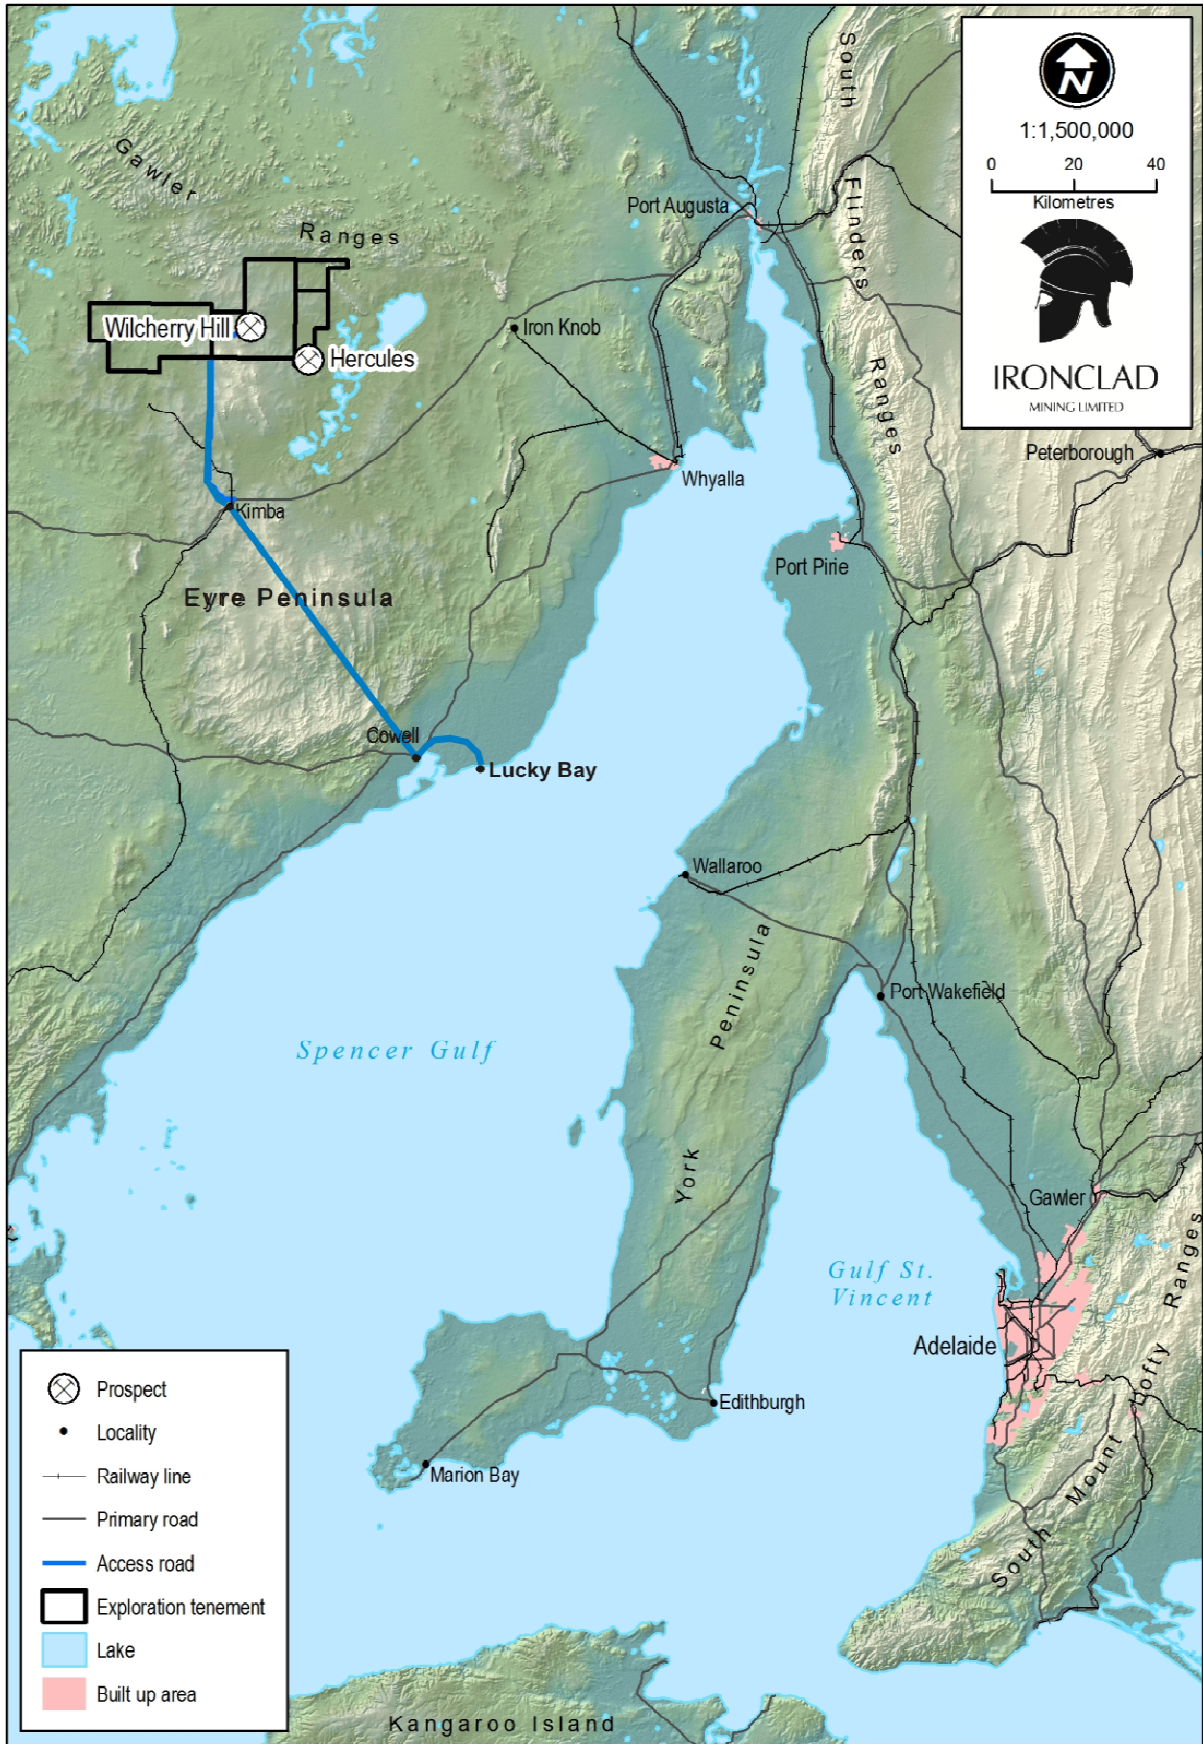 South
Flinders
Ranges
Gawler
Ranges
N
1:1,500,000
0 20 40
Kilometres
IRONCLAD
MINING LIMITED
Port Augusta
Wilcherry Hill
Hercules
Iron Knob
Whyalla
Peterborough
Kimba
Port Pirie
Eyre Peninsula
Cowell
Lucky Bay
Wallaroo
York Peninsula
Port Wakefield
Spencer Gulf
Gawler
Gulf St.
Vincent
Adelaide
South Mount Lofty Ranges
Edithburgh
Marion Bay
Kangaroo Island
Prospect
Locality
Railway line
Primary road
Access road
Exploration tenement
Lake
Built up area